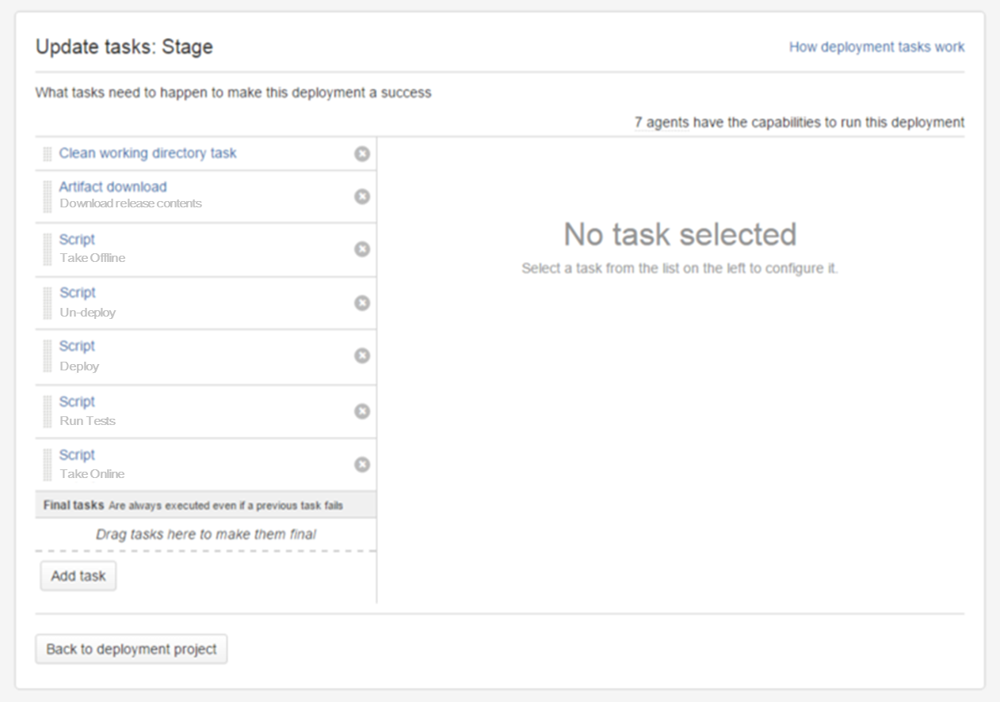 Update tasks: Stage
How deployment tasks work
What tasks need to happen to make this deployment a success
7 agents have the capabilities to run this deployment
Clean working directory task
Artifact download
Download release contents
Script
Take Offline
Script
Un-deploy
Script
Deploy
Script
Run Tests
Script
Take Online
Final tasks Are always executed even if a previous task fails
Drag tasks here to make them final
Add task
No task selected
Select a task from the list on the left to configure it.
Back to deployment project